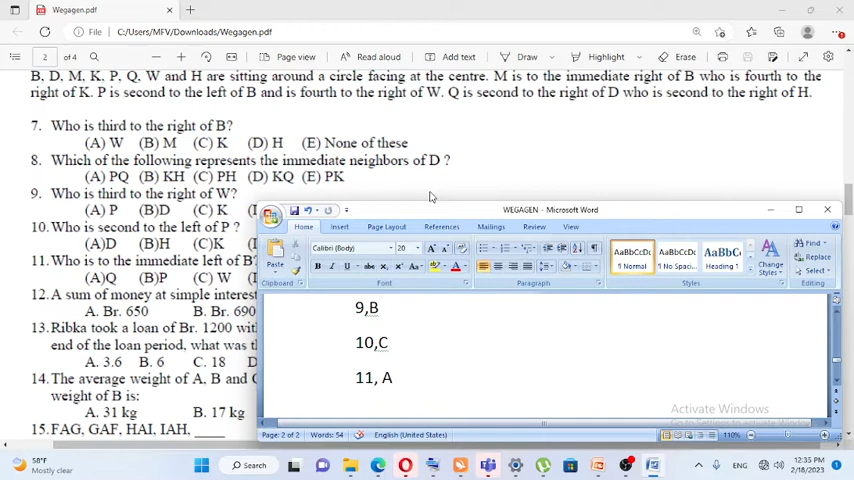 Wegagen.pdf
File C:/Users/MFV/Downloads/Wegagen.pdf
2 of 4 Page view Read aloud Add text Draw Highlight Erase
B, D, M, K, P, Q, W and H are sitting around a circle facing at the centre. M is to the immediate right of B who is fourth to the
right of K. P is second to the left of B and is fourth to the right of W. Q is second to the right of D who is second to the right of H.
7. Who is third to the right of B?
(A) W (B) M (C) K (D) H (E) None of these
8. Which of the following represents the immediate neighbors of D ?
(A) PQ (B) KH (C) PH (D) KQ (E) PK
9. Who is third to the right of W?
(A) P (B)D (C) K
10. Who is second to the left of P ?
(A)D (B)H (C)K
11. Who is to the immediate left of B?
(A)Q (B)P (C) W
12. A sum of money at simple interest
A. Br. 650 B. Br. 690
13. Ribka took a loan of Br. 1200 with
end of the loan period, what was the
A. 3.6 B. 6 C. 18 D
14. The average weight of A, B and C
weight of B is:
A. 31 kg B. 17 kg
15. FAG, GAF, HAI, IAH, ____
WEGAGEN - Microsoft Word
Home Insert Page Layout References Mailings Review View
Paste
Calibri (Body) 20
AaBbCcDc AaBbCcDc AaBbC
¶ Normal ¶ No Spaci... Heading 1
Change
Styles
Find
Replace
Select
Clipboard Font Paragraph Styles Editing
9,B
10,C
11, A
Activate Windows
Page: 2 of 2 Words: 54 English (United States) 110%
58°F
Mostly clear
Search
ENG
12:35 PM
2/18/2023